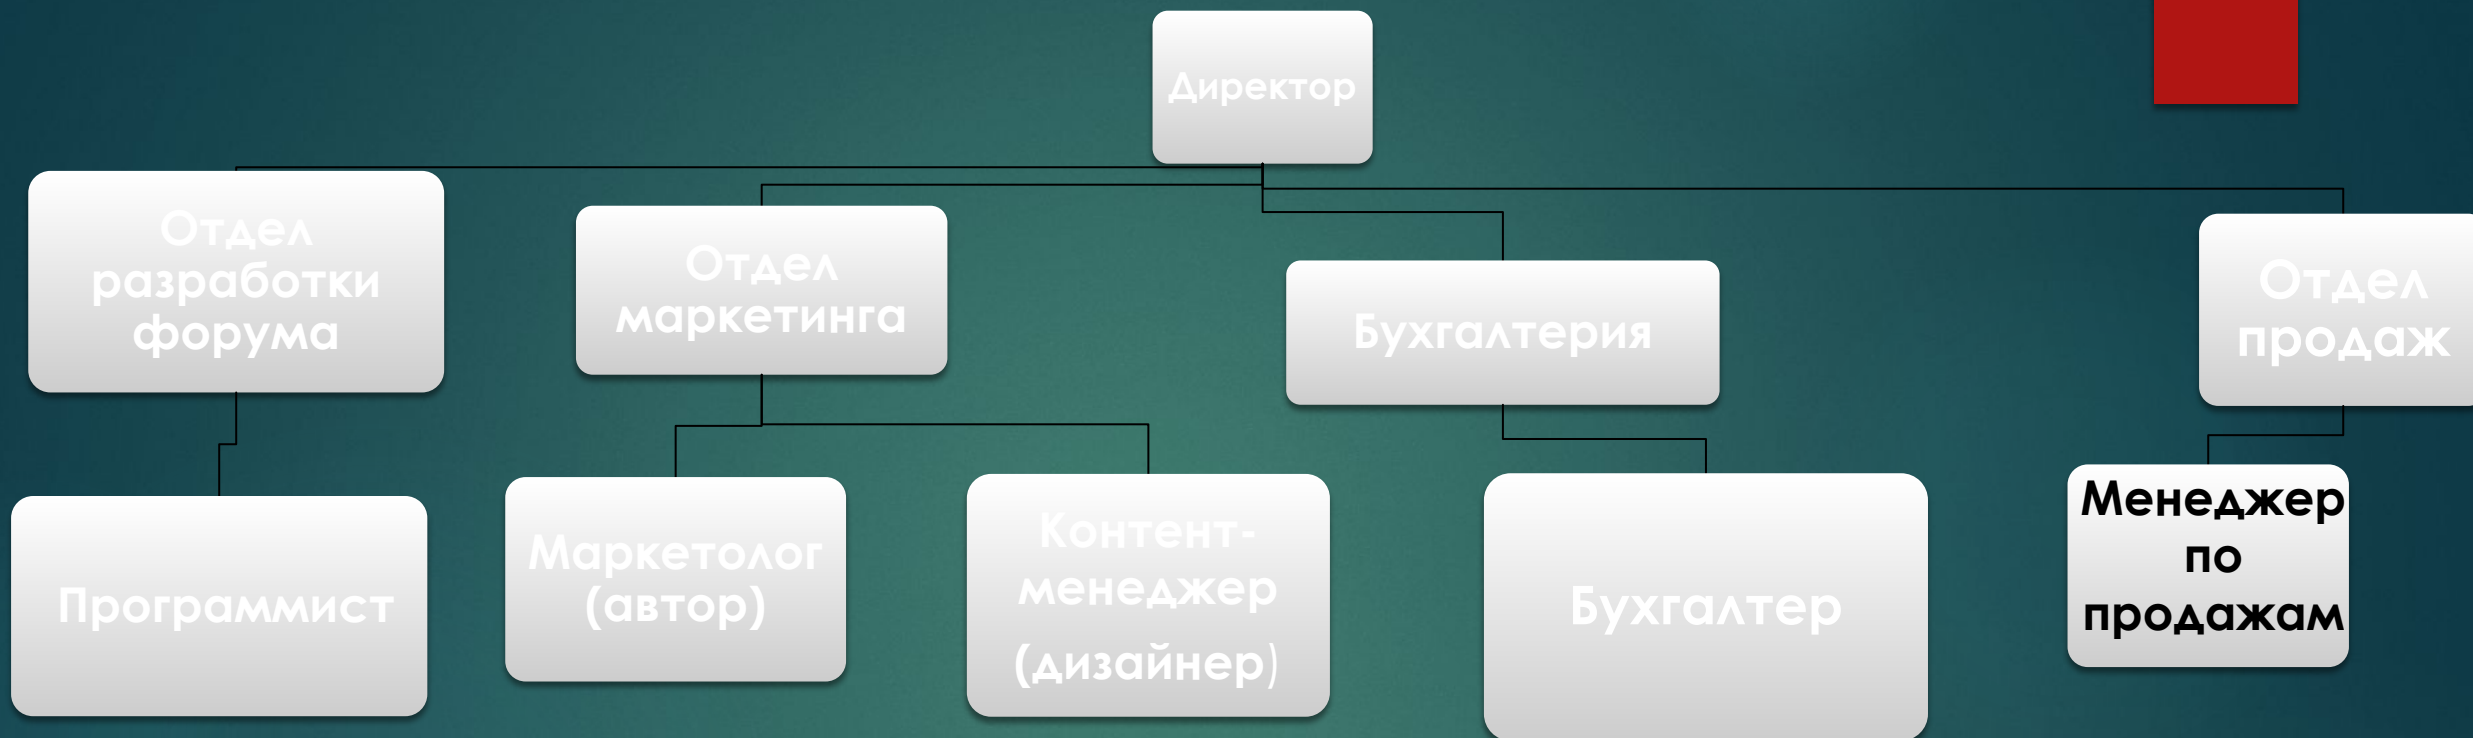 Директор
Отдел
разработки
форума
Отдел
маркетинга
Бухгалтерия
Отдел
продаж
Программист
Маркетолог
(автор)
Контент-
менеджер
(дизайнер)
Бухгалтер
Менеджер
по
продажам